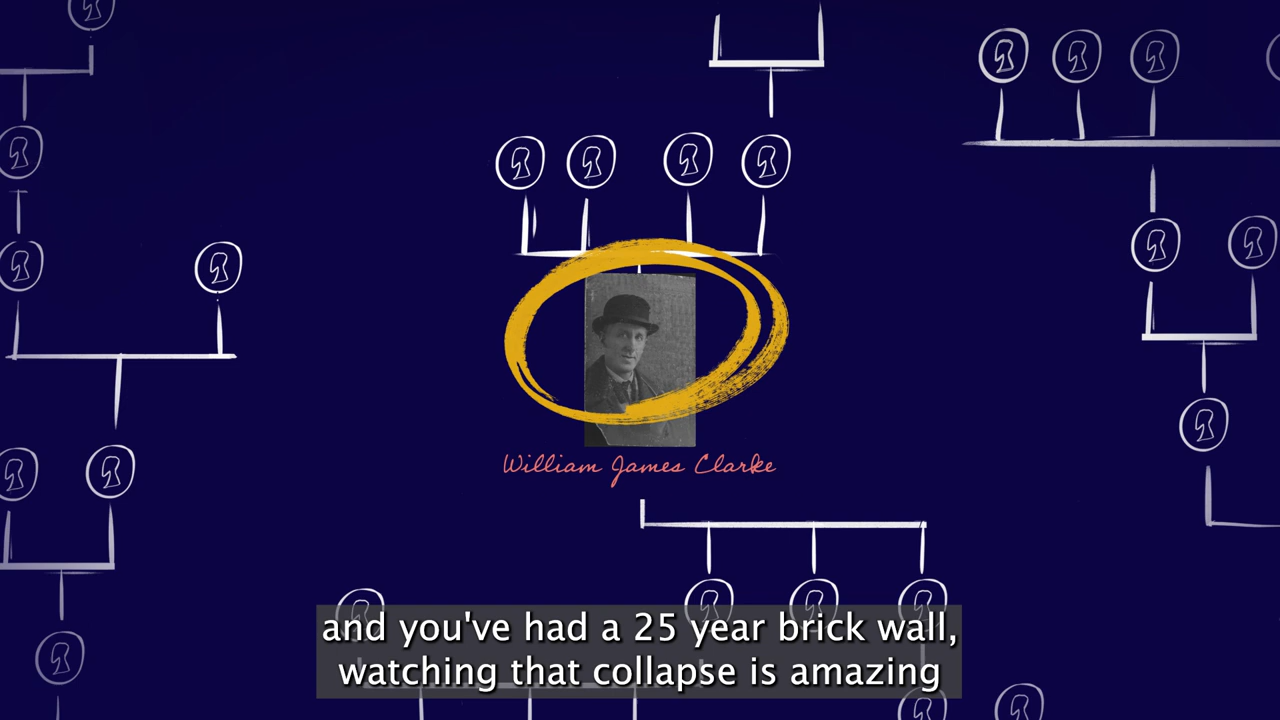 William James Clarke
and you've had a 25 year brick wall,
watching that collapse is amazing